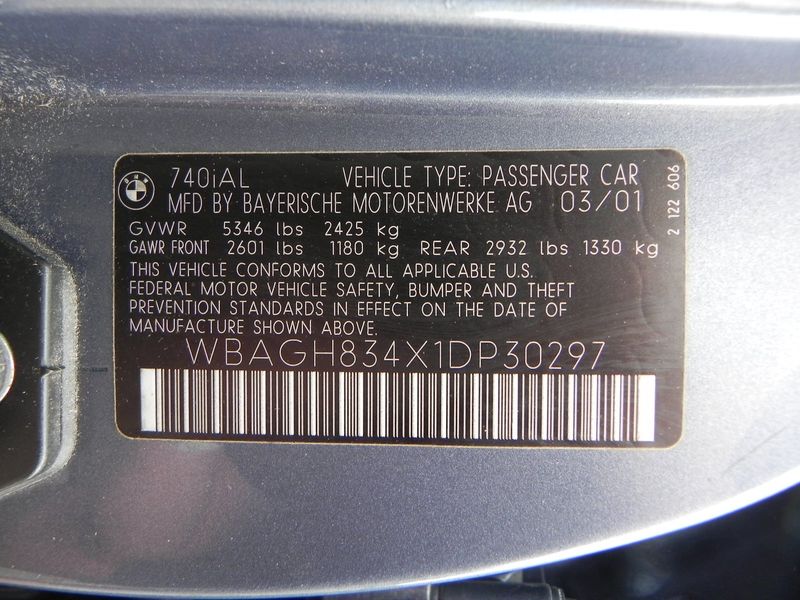 BMW
740iAL VEHICLE TYPE: PASSENGER CAR
MFD BY BAYERISCHE MOTORENWERKE AG 03/01
GVWR 5346 lbs 2425 kg
GAWR FRONT 2601 lbs 1180 kg REAR 2932 lbs 1330 kg
THIS VEHICLE CONFORMS TO ALL APPLICABLE U.S.
FEDERAL MOTOR VEHICLE SAFETY, BUMPER AND THEFT
PREVENTION STANDARDS IN EFFECT ON THE DATE OF
MANUFACTURE SHOWN ABOVE.
WBAGH834X1DP30297
2 122 606